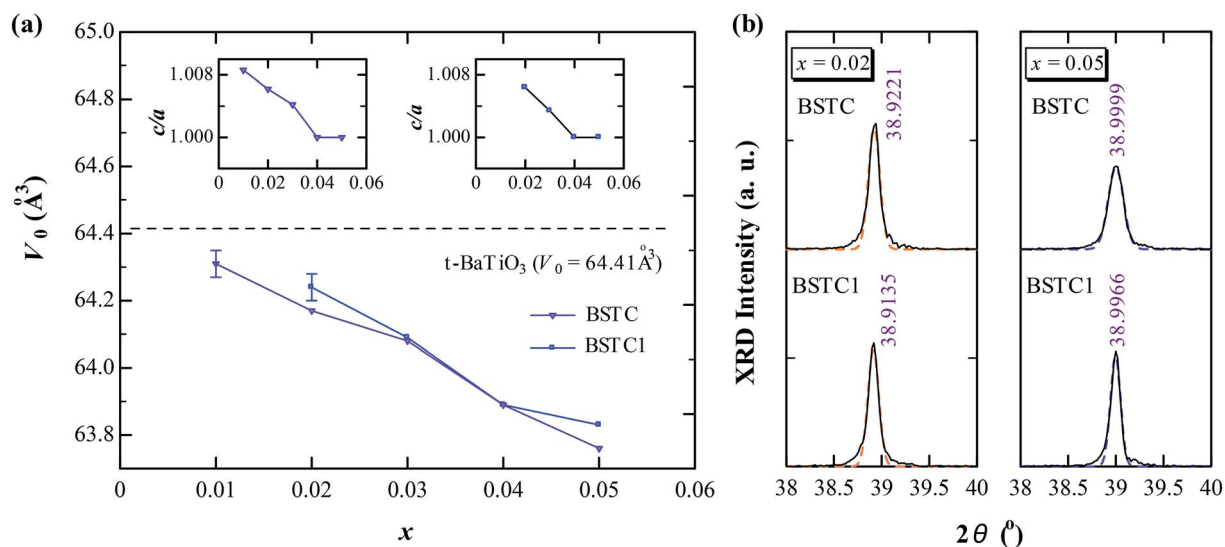 (a)
65.0
64.8
64.6
64.4
64.2
64.0
63.8
V0 (Å3)
0
0.01
0.02
0.03
0.04
0.05
0.06
x
1.008
1.000
c/a
0.00
0.02
0.04
0.06
1.008
1.000
c/a
0.00
0.02
0.04
0.06
t-BaTiO3 (V0 = 64.41Å3)
BSTC
BSTC1
(b)
XRD Intensity (a. u.)
x = 0.02
BSTC
38.9221
BSTC1
38.9135
38
38.5
39
39.5
40
x = 0.05
BSTC
38.9999
BSTC1
38.9966
38
38.5
39
39.5
40
2θ (°)